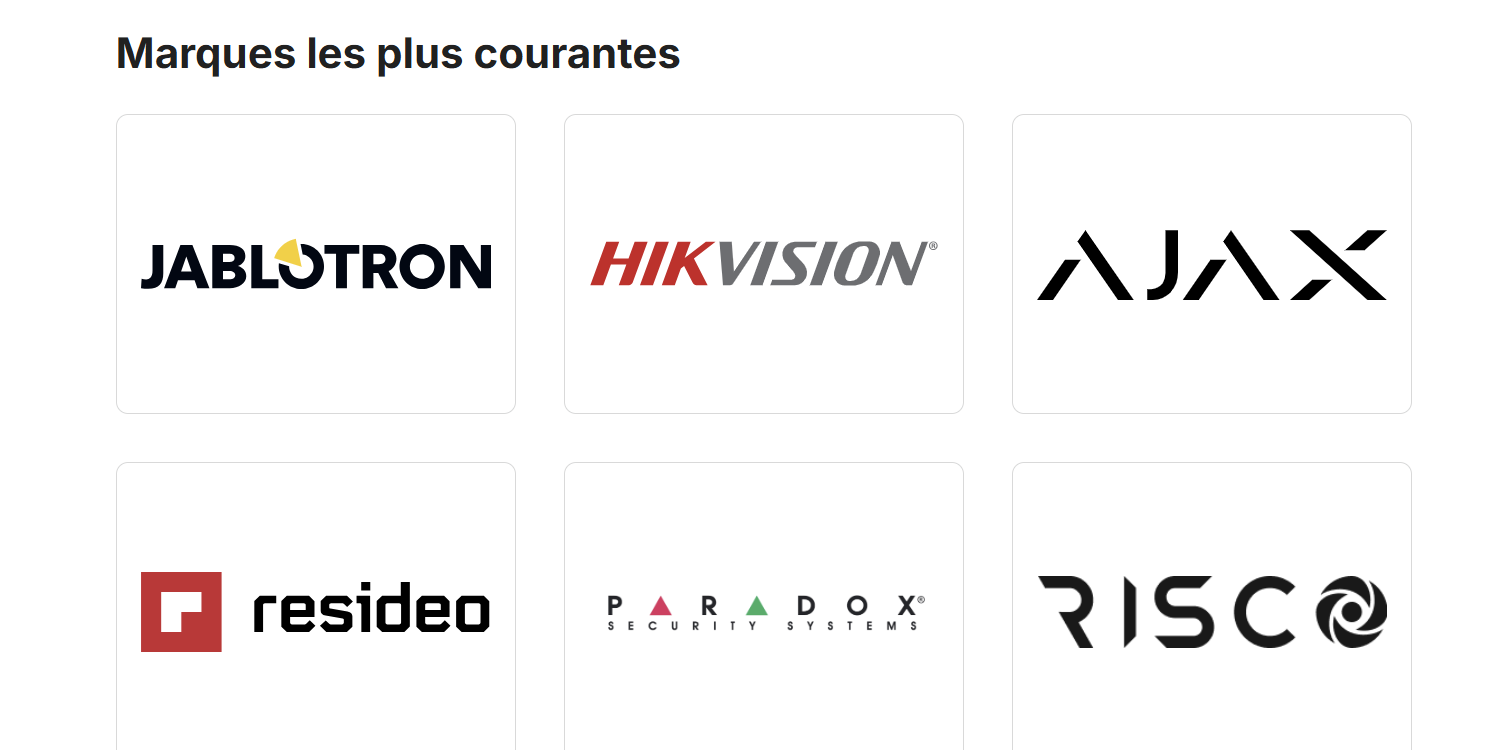 Marques les plus courantes
JABLOTRON
HIKVISION®
AJAX
resideo
PARADOX®
SECURITY SYSTEMS
RISCO